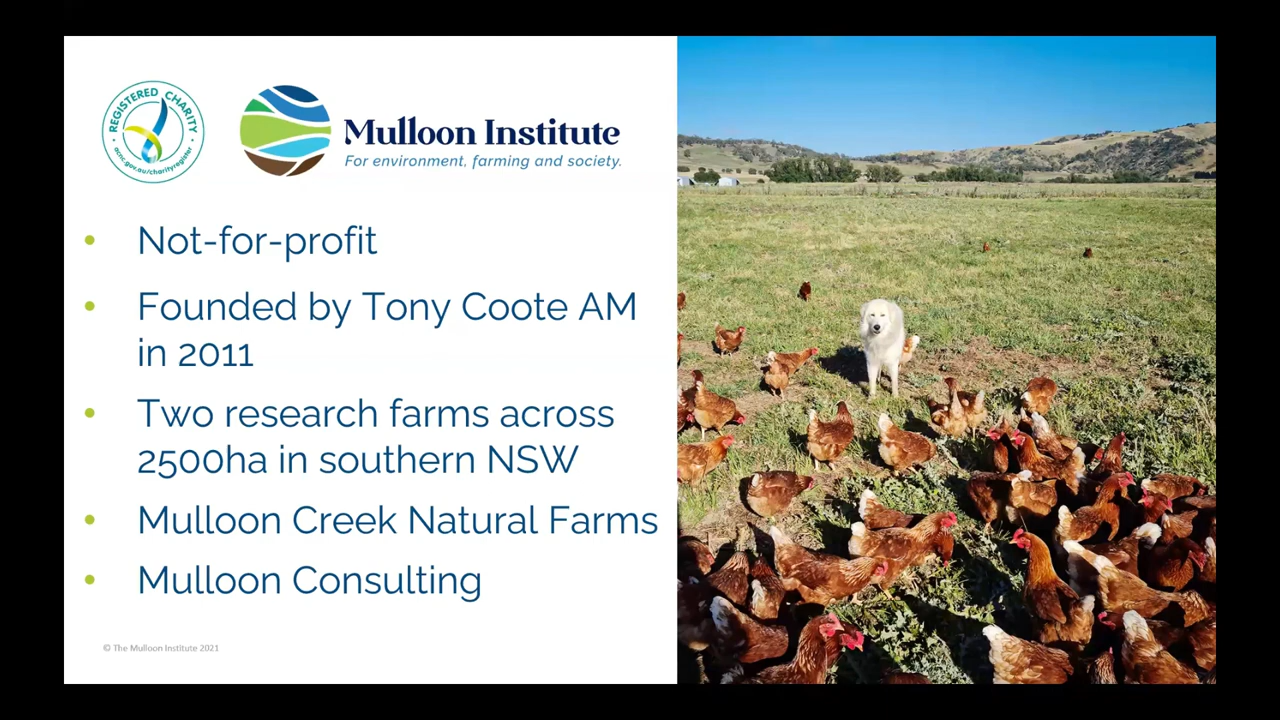 REGISTERED CHARITY
acnc.gov.au/charityregister
Mulloon Institute
For environment, farming and society.
• Not-for-profit
• Founded by Tony Coote AM
in 2011
• Two research farms across
2500ha in southern NSW
• Mulloon Creek Natural Farms
• Mulloon Consulting
© The Mulloon Institute 2021